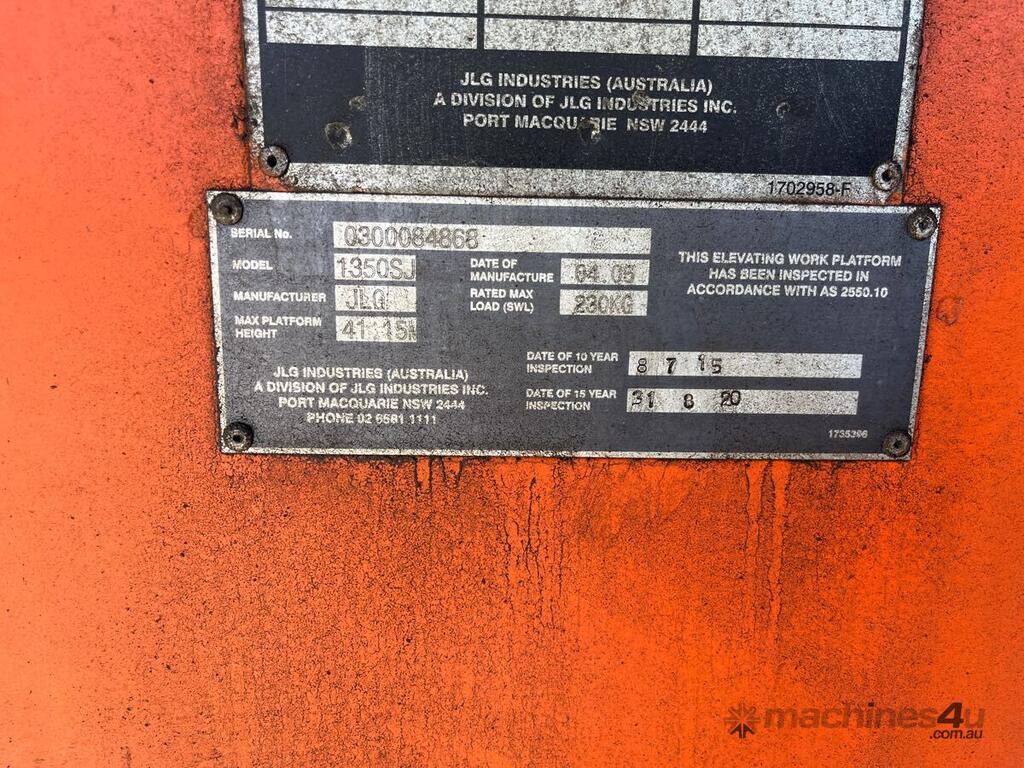 JLG INDUSTRIES (AUSTRALIA)
A DIVISION OF JLG INDUSTRIES INC.
PORT MACQUARIE NSW 2444
1702958-F
SERIAL No. 0300084868
MODEL 1350SJ
DATE OF MANUFACTURE 04.05
MANUFACTURER JLG
RATED MAX LOAD (SWL) 230KG
MAX PLATFORM HEIGHT 41.15M
THIS ELEVATING WORK PLATFORM
HAS BEEN INSPECTED IN
ACCORDANCE WITH AS 2550.10
DATE OF 10 YEAR INSPECTION 8 7 15
DATE OF 15 YEAR INSPECTION 31 8 20
JLG INDUSTRIES (AUSTRALIA)
A DIVISION OF JLG INDUSTRIES INC.
PORT MACQUARIE NSW 2444
PHONE 02 6581 1111
1735396
machines4u
.com.au